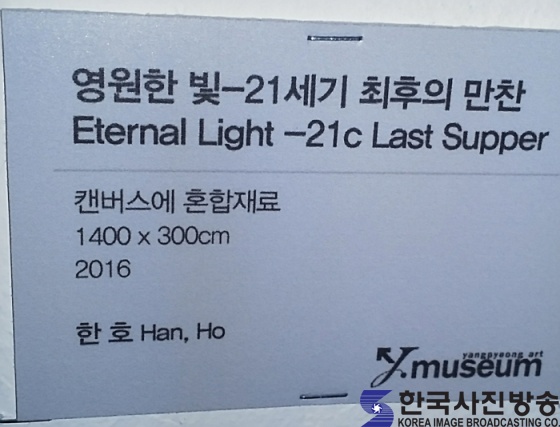 영원한 빛-21세기 최후의 만찬
Eternal Light -21c Last Supper
캔버스에 혼합재료
1400 x 300cm
2016
한 호 Han, Ho
yangpyeong art
y.museum
한국사진방송
KOREA IMAGE BROADCASTING CO